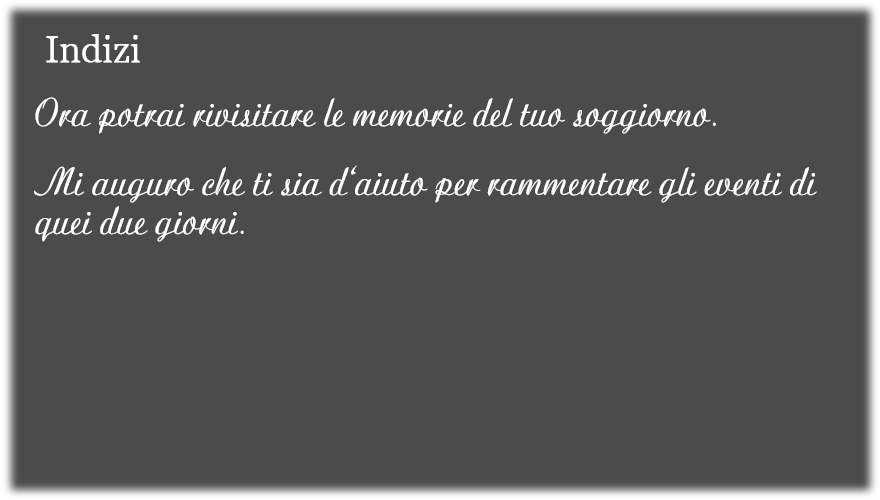 Indizi
Ora potrai rivisitare le memorie del tuo soggiorno.
Mi auguro che ti sia d‘aiuto per rammentare gli eventi di
quei due giorni.